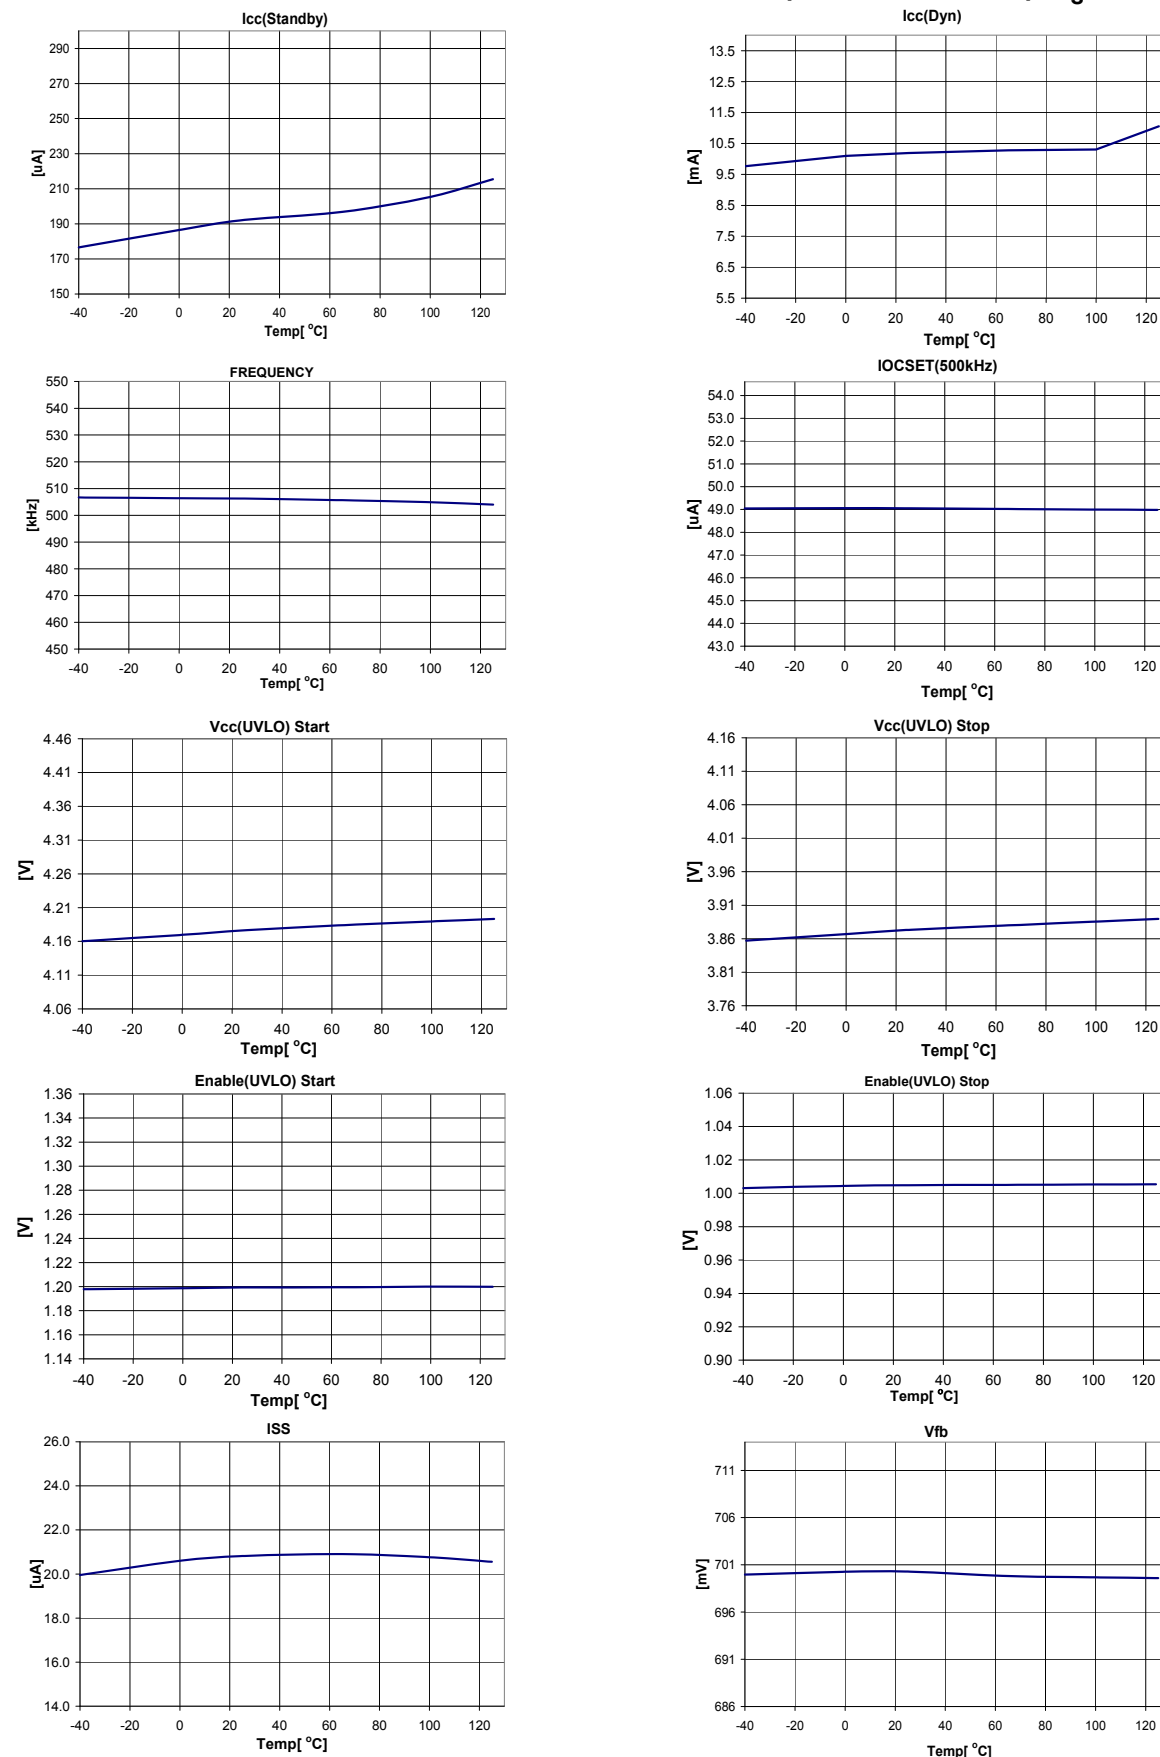 Icc(Standby)
290
270
250
230
210
190
170
150
[uA]
-40 -20 0 20 40 60 80 100 120
Temp[ °C]
Icc(Dyn)
13.5
12.5
11.5
10.5
9.5
8.5
7.5
6.5
5.5
[mA]
-40 -20 0 20 40 60 80 100 120
Temp[ °C]
FREQUENCY
550
540
530
520
510
500
490
480
470
460
450
[kHz]
-40 -20 0 20 40 60 80 100 120
Temp[ °C]
IOCSET(500kHz)
54.0
53.0
52.0
51.0
50.0
49.0
48.0
47.0
46.0
45.0
44.0
43.0
[uA]
-40 -20 0 20 40 60 80 100 120
Temp[ °C]
Vcc(UVLO) Start
4.46
4.41
4.36
4.31
4.26
4.21
4.16
4.11
4.06
[V]
-40 -20 0 20 40 60 80 100 120
Temp[ °C]
Vcc(UVLO) Stop
4.16
4.11
4.06
4.01
3.96
3.91
3.86
3.81
3.76
[V]
-40 -20 0 20 40 60 80 100 120
Temp[ °C]
Enable(UVLO) Start
1.36
1.34
1.32
1.30
1.28
1.26
1.24
1.22
1.20
1.18
1.16
1.14
[V]
-40 -20 0 20 40 60 80 100 120
Temp[ °C]
Enable(UVLO) Stop
1.06
1.04
1.02
1.00
0.98
0.96
0.94
0.92
0.90
[V]
-40 -20 0 20 40 60 80 100 120
Temp[ °C]
ISS
26.0
24.0
22.0
20.0
18.0
16.0
14.0
[uA]
-40 -20 0 20 40 60 80 100 120
Temp[ °C]
Vfb
711
706
701
696
691
686
[mV]
-40 -20 0 20 40 60 80 100 120
Temp[ °C]